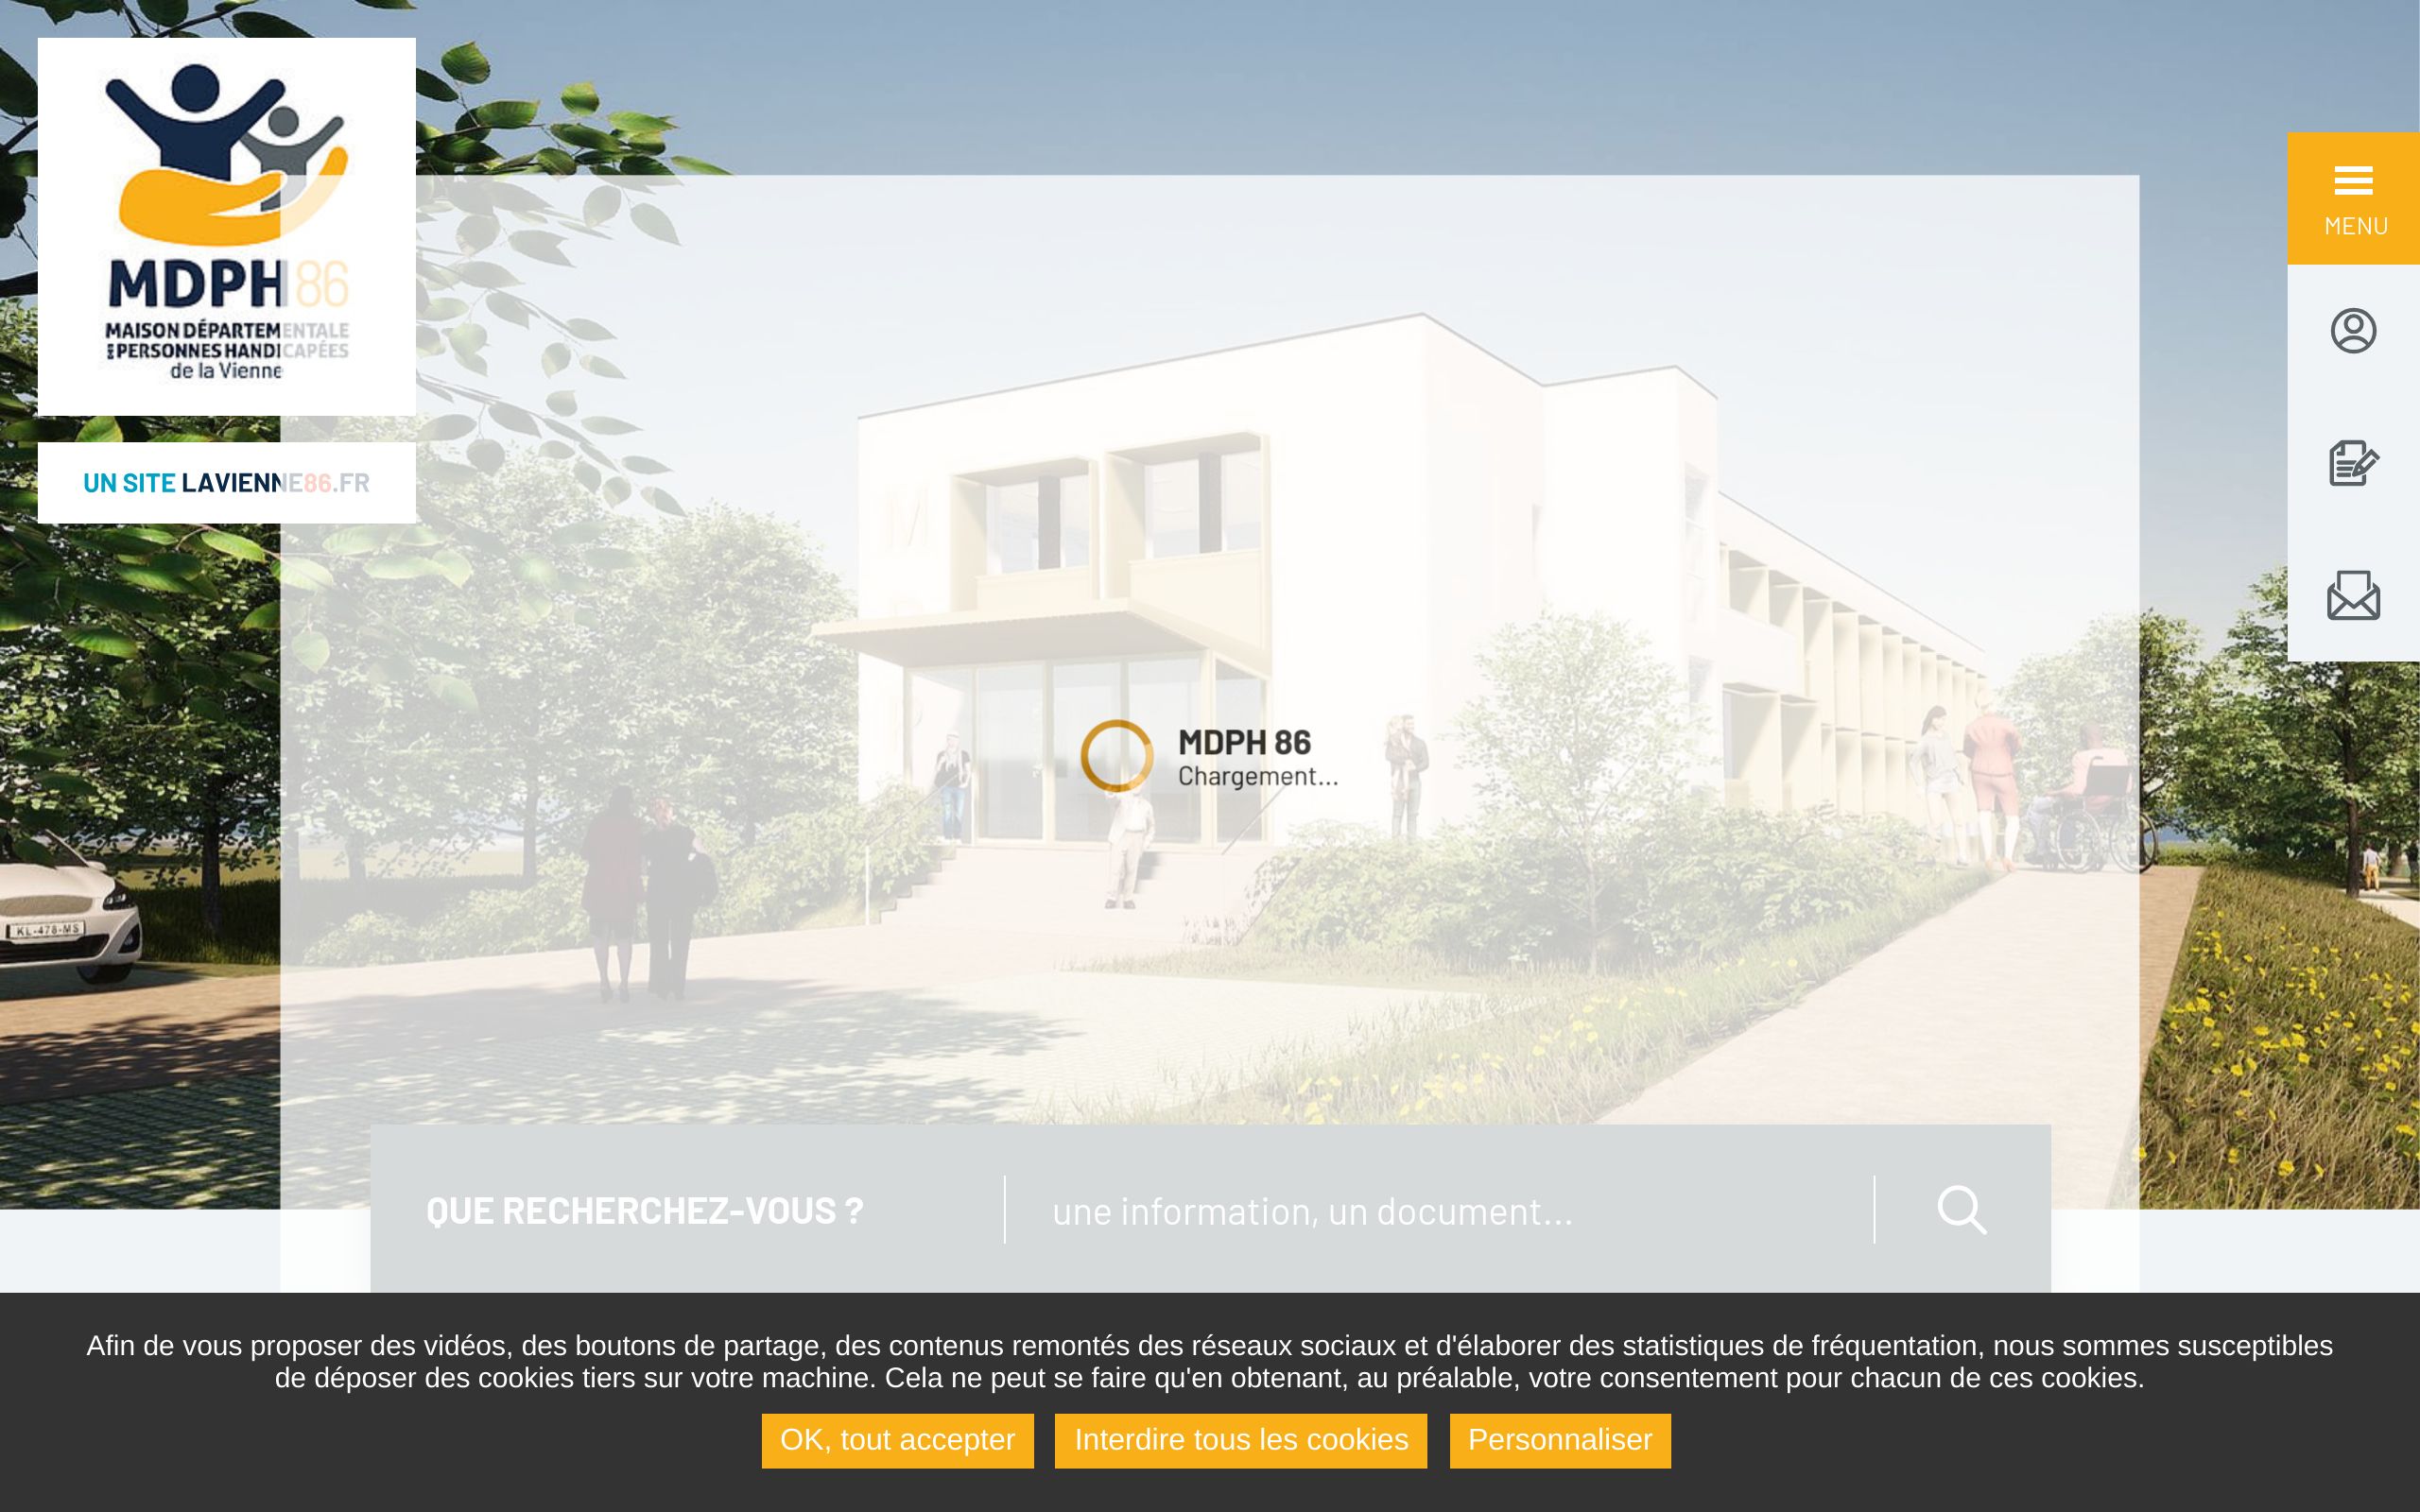 MDPH 86
MAISON DÉPARTEMENTALE
DES PERSONNES HANDICAPÉES
de la Vienne
UN SITE LAVIENNE86.FR
MENU
MDPH 86
Chargement...
KL-478-MS
QUE RECHERCHEZ-VOUS ?
une information, un document...
Afin de vous proposer des vidéos, des boutons de partage, des contenus remontés des réseaux sociaux et d'élaborer des statistiques de fréquentation, nous sommes susceptibles
de déposer des cookies tiers sur votre machine. Cela ne peut se faire qu'en obtenant, au préalable, votre consentement pour chacun de ces cookies.
OK, tout accepter
Interdire tous les cookies
Personnaliser